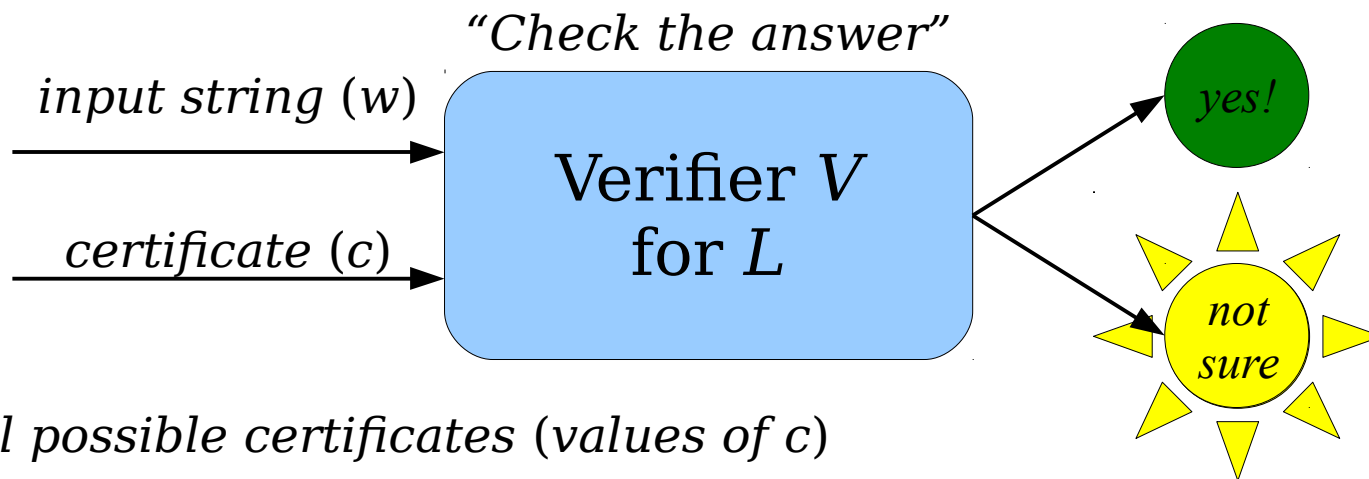 “Check the answer”
input string (w)
yes!
Verifier V
for L
certificate (c)
not
sure
possible certificates (values of c)